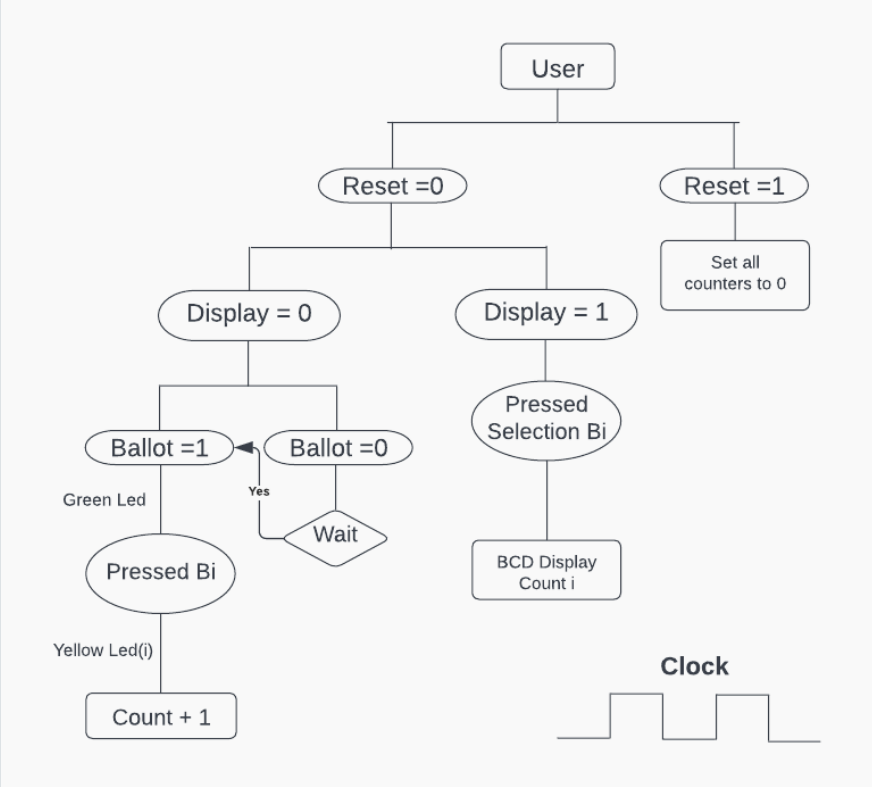 User
Reset =0
Reset =1
Set all
counters to 0
Display = 0
Display = 1
Pressed
Selection Bi
Ballot =1
Ballot =0
Yes
Green Led
Wait
Pressed Bi
BCD Display
Count i
Yellow Led(i)
Clock
Count + 1